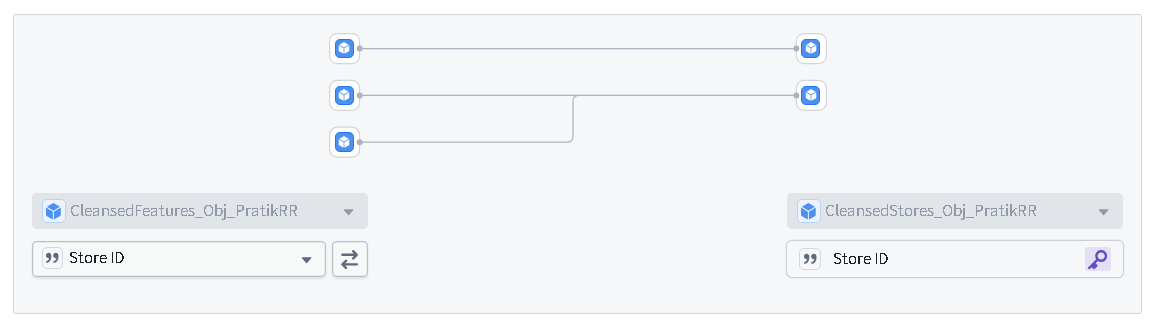 CleansedFeatures_Obj_PratikRR
CleansedStores_Obj_PratikRR
Store ID
Store ID